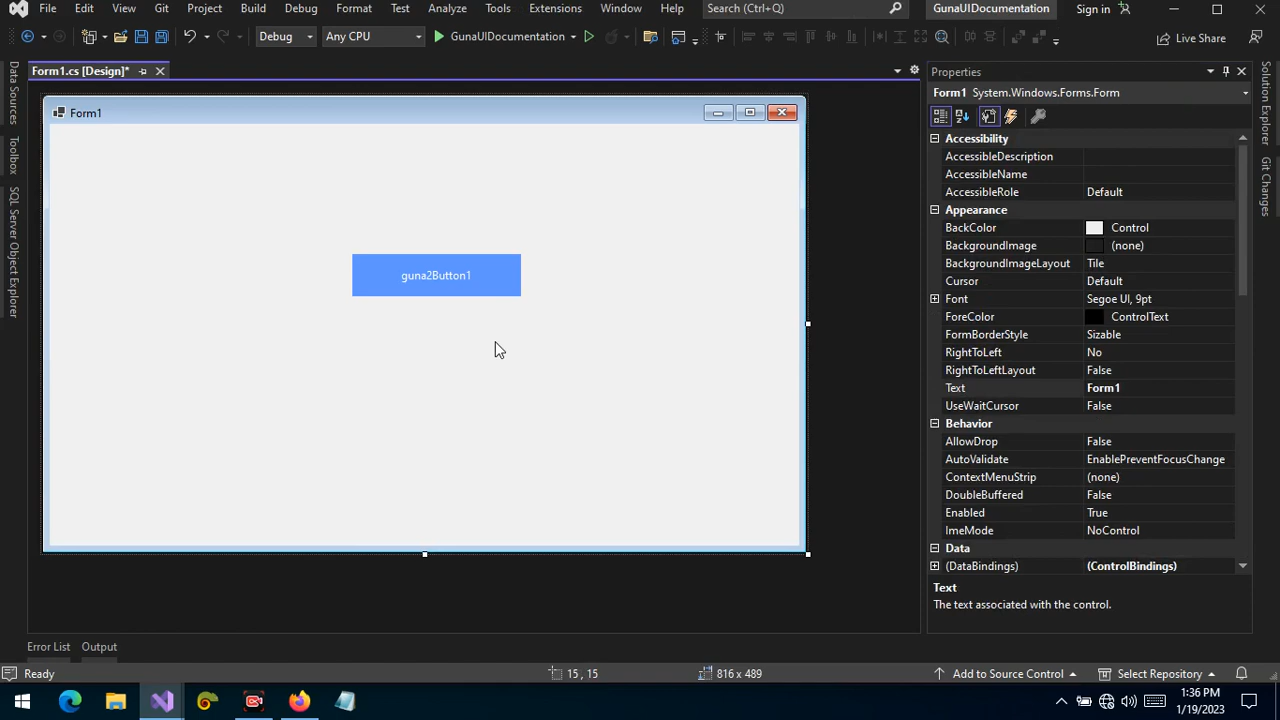 File Edit View Git Project Build Debug Format Test Analyze Tools Extensions Window Help Search (Ctrl+Q) GunaUIDocumentation Sign in
Debug Any CPU GunaUIDocumentation Live Share
Form1.cs [Design]*
Properties
Form1 System.Windows.Forms.Form
Data Sources
Toolbox
SQL Server Object Explorer
Form1
guna2Button1
Accessibility
AccessibleDescription
AccessibleName
AccessibleRole Default
Appearance
BackColor Control
BackgroundImage (none)
BackgroundImageLayout Tile
Cursor Default
Font Segoe UI, 9pt
ForeColor ControlText
FormBorderStyle Sizable
RightToLeft No
RightToLeftLayout False
Text Form1
UseWaitCursor False
Behavior
AllowDrop False
AutoValidate EnablePreventFocusChange
ContextMenuStrip (none)
DoubleBuffered False
Enabled True
ImeMode NoControl
Data
(DataBindings) (ControlBindings)
Text
The text associated with the control.
Solution Explorer
Git Changes
Error List Output
Ready 15 , 15 816 x 489 Add to Source Control Select Repository
1:36 PM
1/19/2023